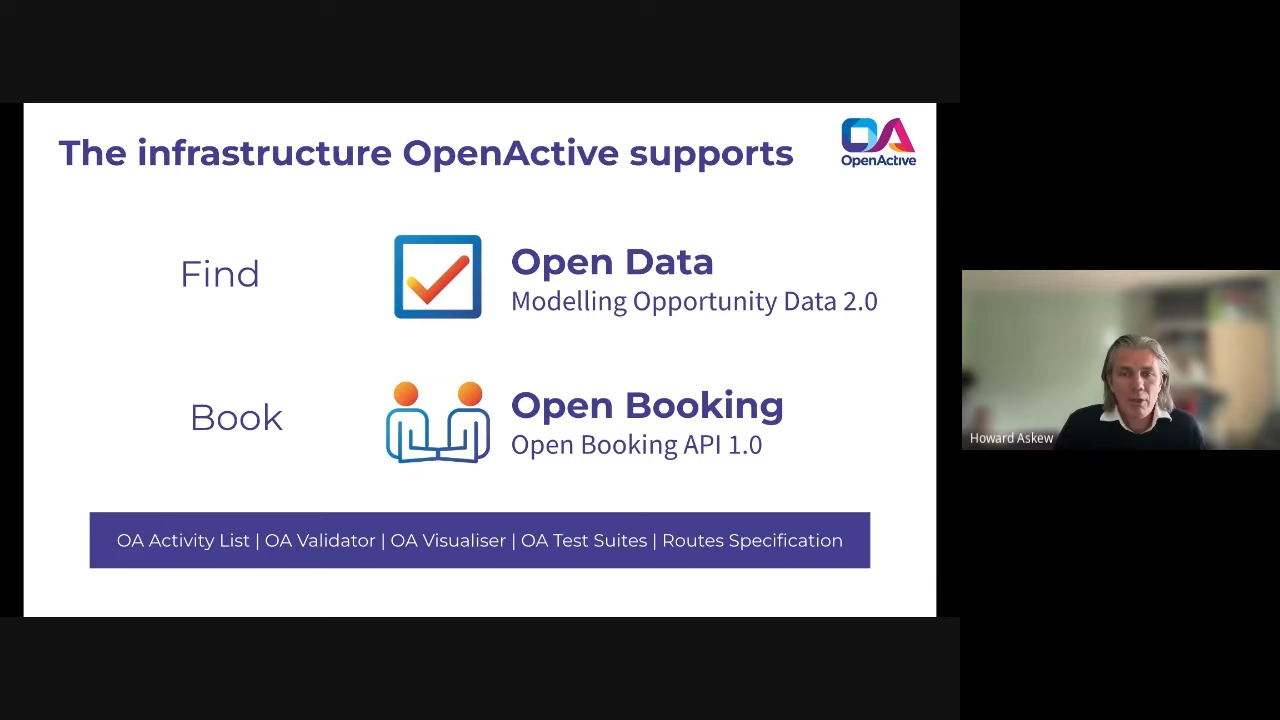 The infrastructure OpenActive supports
OpenActive
Find
Open Data
Modelling Opportunity Data 2.0
Book
Open Booking
Open Booking API 1.0
OA Activity List | OA Validator | OA Visualiser | OA Test Suites | Routes Specification
Howard Askew